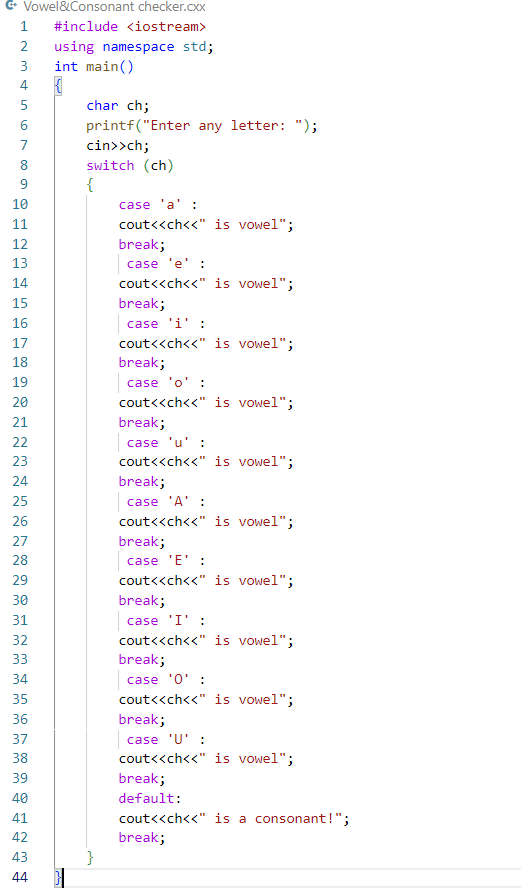 Vowel&Consonant checker.cxx
1 #include <iostream>
2 using namespace std;
3 int main()
4 {
5 char ch;
6 printf("Enter any letter: ");
7 cin>>ch;
8 switch (ch)
9 {
10 case 'a' :
11 cout<<ch<<" is vowel";
12 break;
13 case 'e' :
14 cout<<ch<<" is vowel";
15 break;
16 case 'i' :
17 cout<<ch<<" is vowel";
18 break;
19 case 'o' :
20 cout<<ch<<" is vowel";
21 break;
22 case 'u' :
23 cout<<ch<<" is vowel";
24 break;
25 case 'A' :
26 cout<<ch<<" is vowel";
27 break;
28 case 'E' :
29 cout<<ch<<" is vowel";
30 break;
31 case 'I' :
32 cout<<ch<<" is vowel";
33 break;
34 case 'O' :
35 cout<<ch<<" is vowel";
36 break;
37 case 'U' :
38 cout<<ch<<" is vowel";
39 break;
40 default:
41 cout<<ch<<" is a consonant!";
42 break;
43 }
44 }